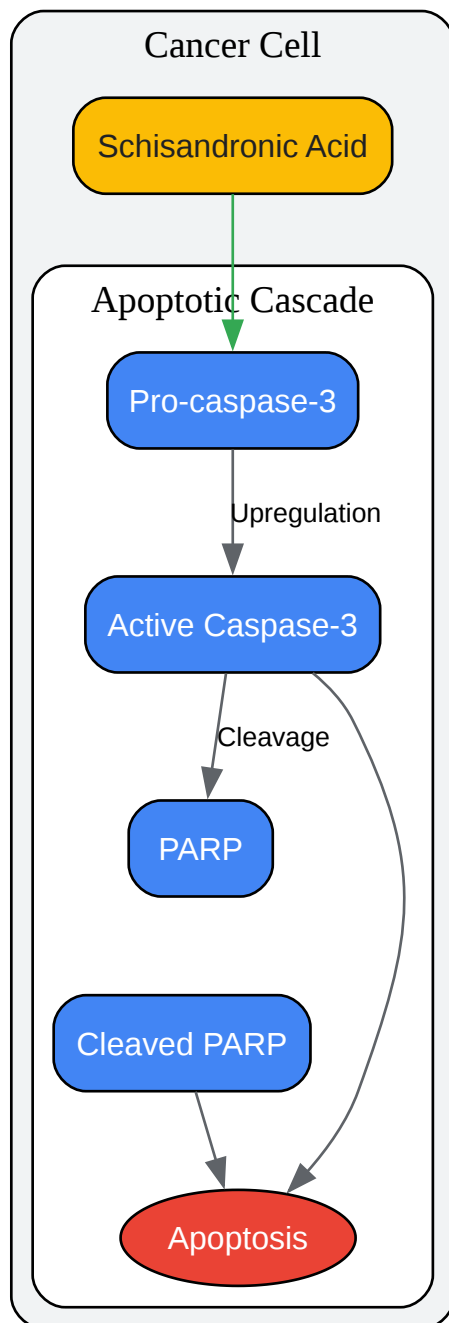 Cancer Cell
Schisandronic Acid
Apoptotic Cascade
Pro-caspase-3
Upregulation
Active Caspase-3
Cleavage
PARP
Cleaved PARP
Apoptosis